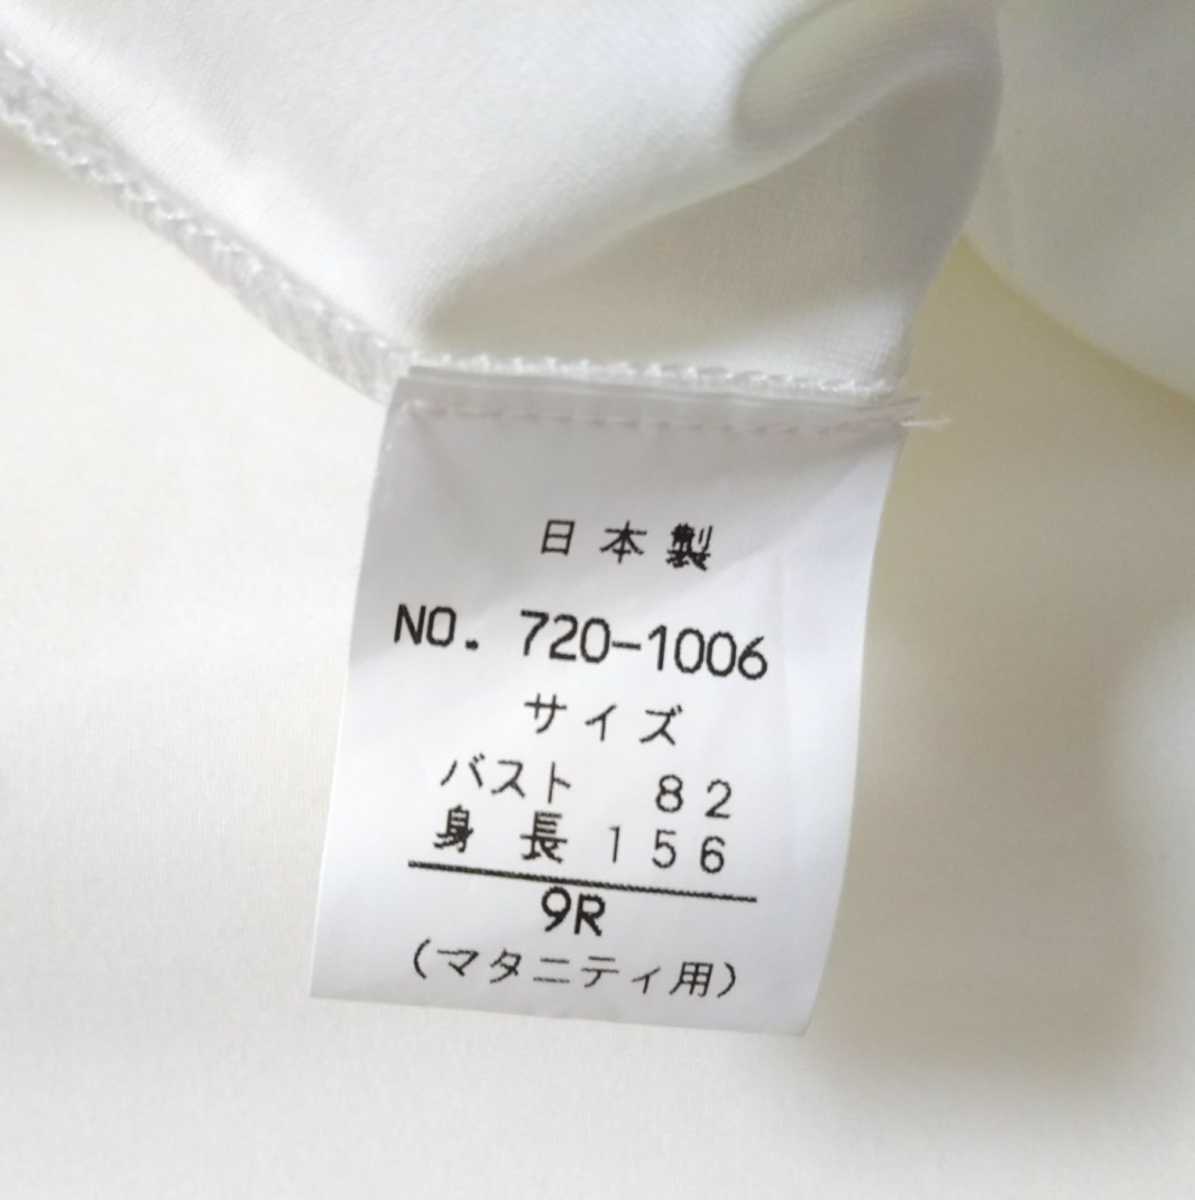 日本製
NO. 720-1006
サイズ
バスト 82
身長 156
9R
(マタニティ用)